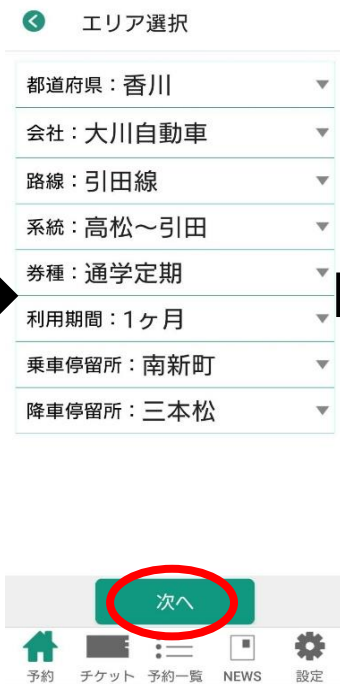 エリア選択
都道府県：香川
会社：大川自動車
路線：引田線
系統：高松～引田
券種：通学定期
利用期間：1ヶ月
乗車停留所：南新町
降車停留所：三本松
次へ
予約 チケット 予約一覧 NEWS 設定